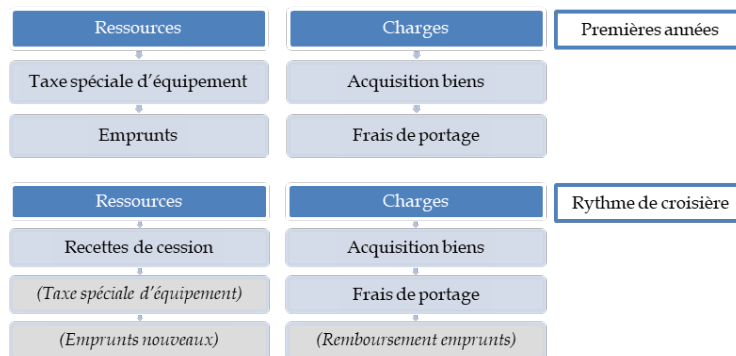 Ressources
Charges
Premières années
Taxe spéciale d'équipement
Acquisition biens
Emprunts
Frais de portage
Ressources
Charges
Rythme de croisière
Recettes de cession
Acquisition biens
(Taxe spéciale d'équipement)
Frais de portage
(Emprunts nouveaux)
(Remboursement emprunts)